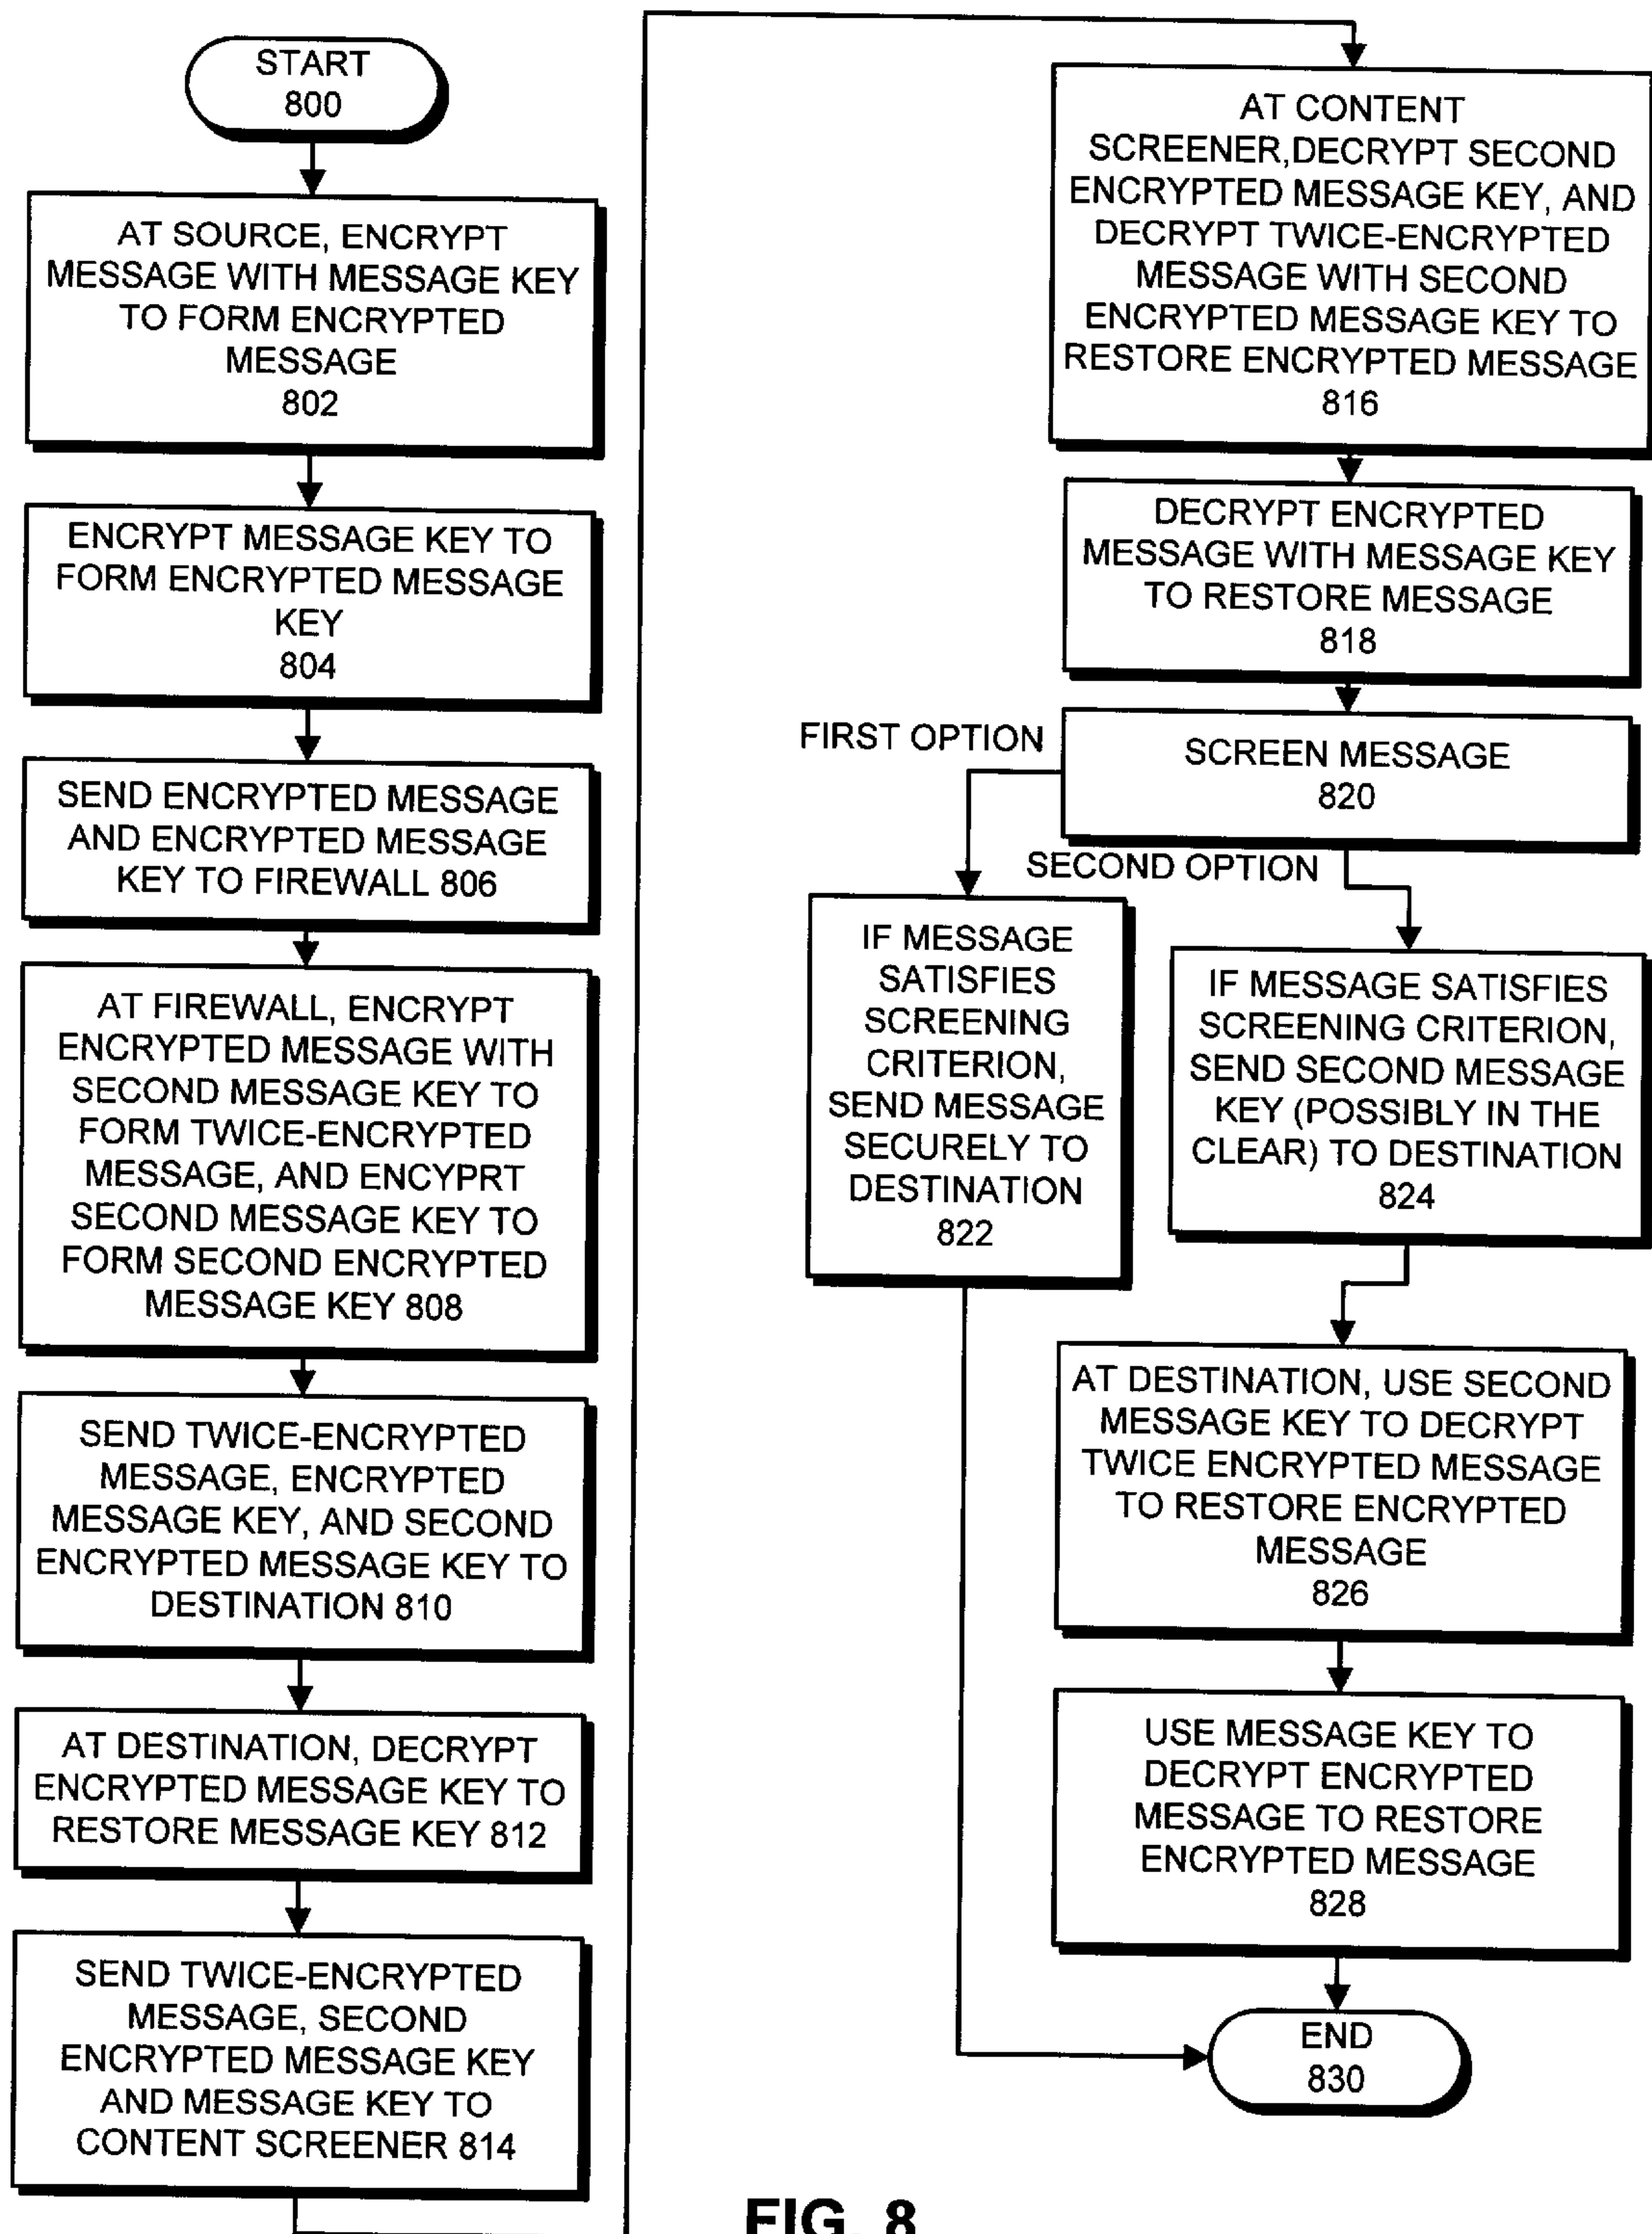 START
800
AT SOURCE, ENCRYPT
MESSAGE WITH MESSAGE KEY
TO FORM ENCRYPTED
MESSAGE
802
ENCRYPT MESSAGE KEY TO
FORM ENCRYPTED MESSAGE
KEY
804
SEND ENCRYPTED MESSAGE
AND ENCRYPTED MESSAGE
KEY TO FIREWALL 806
AT FIREWALL, ENCRYPT
ENCRYPTED MESSAGE WITH
SECOND MESSAGE KEY TO
FORM TWICE-ENCRYPTED
MESSAGE, AND ENCYPRT
SECOND MESSAGE KEY TO
FORM SECOND ENCRYPTED
MESSAGE KEY 808
SEND TWICE-ENCRYPTED
MESSAGE, ENCRYPTED
MESSAGE KEY, AND SECOND
ENCRYPTED MESSAGE KEY TO
DESTINATION 810
AT DESTINATION, DECRYPT
ENCRYPTED MESSAGE KEY TO
RESTORE MESSAGE KEY 812
SEND TWICE-ENCRYPTED
MESSAGE, SECOND
ENCRYPTED MESSAGE KEY
AND MESSAGE KEY TO
CONTENT SCREENER 814
AT CONTENT
SCREENER,DECRYPT SECOND
ENCRYPTED MESSAGE KEY, AND
DECRYPT TWICE-ENCRYPTED
MESSAGE WITH SECOND
ENCRYPTED MESSAGE KEY TO
RESTORE ENCRYPTED MESSAGE
816
DECRYPT ENCRYPTED
MESSAGE WITH MESSAGE KEY
TO RESTORE MESSAGE
818
SCREEN MESSAGE
820
FIRST OPTION
SECOND OPTION
IF MESSAGE
SATISFIES
SCREENING
CRITERION,
SEND MESSAGE
SECURELY TO
DESTINATION
822
IF MESSAGE SATISFIES
SCREENING CRITERION,
SEND SECOND MESSAGE
KEY (POSSIBLY IN THE
CLEAR) TO DESTINATION
824
AT DESTINATION, USE SECOND
MESSAGE KEY TO DECRYPT
TWICE ENCRYPTED MESSAGE
TO RESTORE ENCRYPTED
MESSAGE
826
USE MESSAGE KEY TO
DECRYPT ENCRYPTED
MESSAGE TO RESTORE
ENCRYPTED MESSAGE
828
END
830
FIG. 8